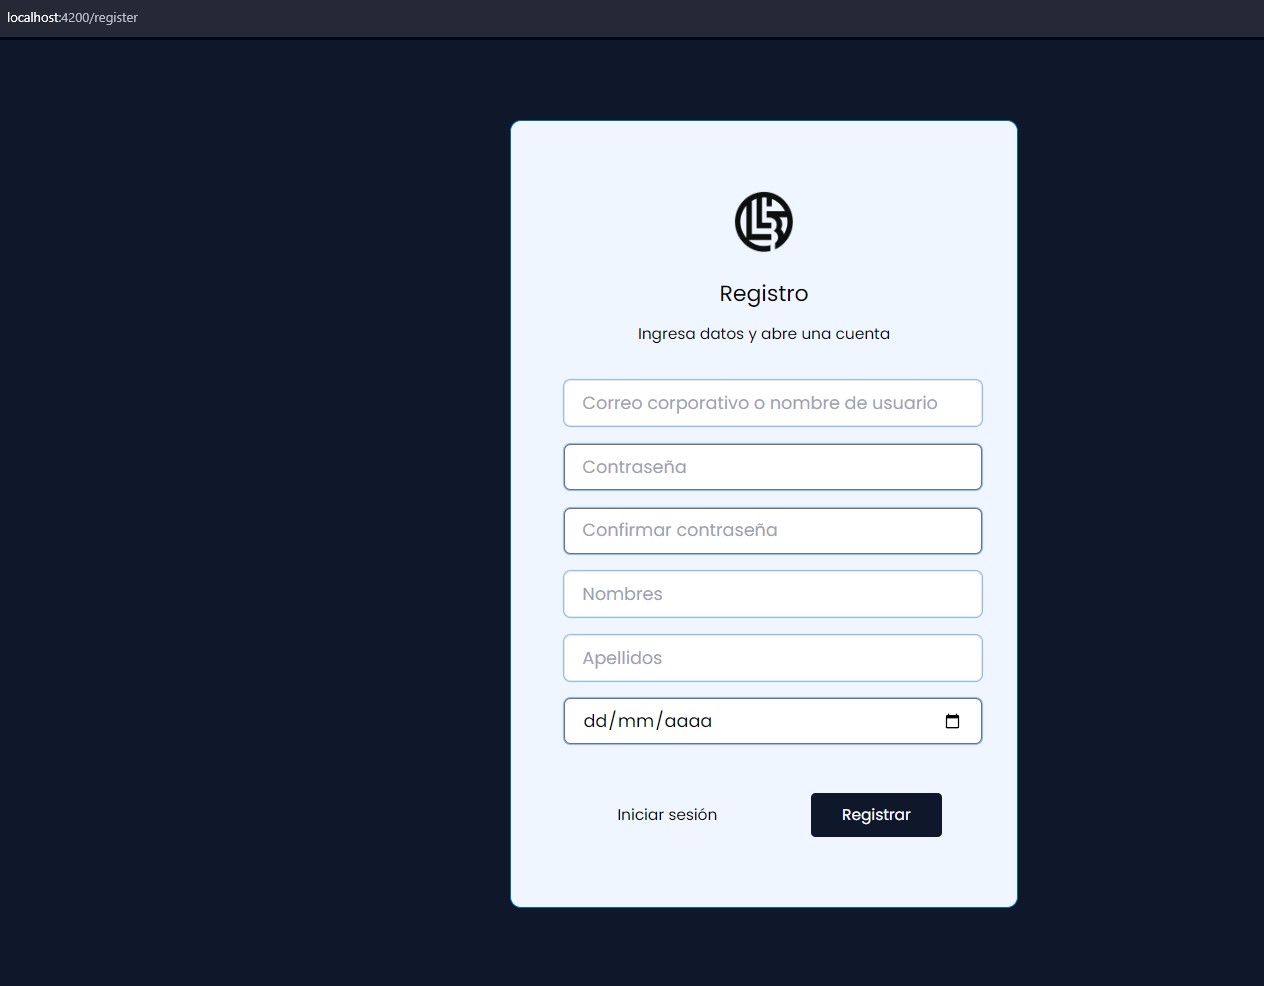 localhost:4200/register
Registro
Ingresa datos y abre una cuenta
Correo corporativo o nombre de usuario
Contraseña
Confirmar contraseña
Nombres
Apellidos
dd/mm/aaaa
Iniciar sesión Registrar